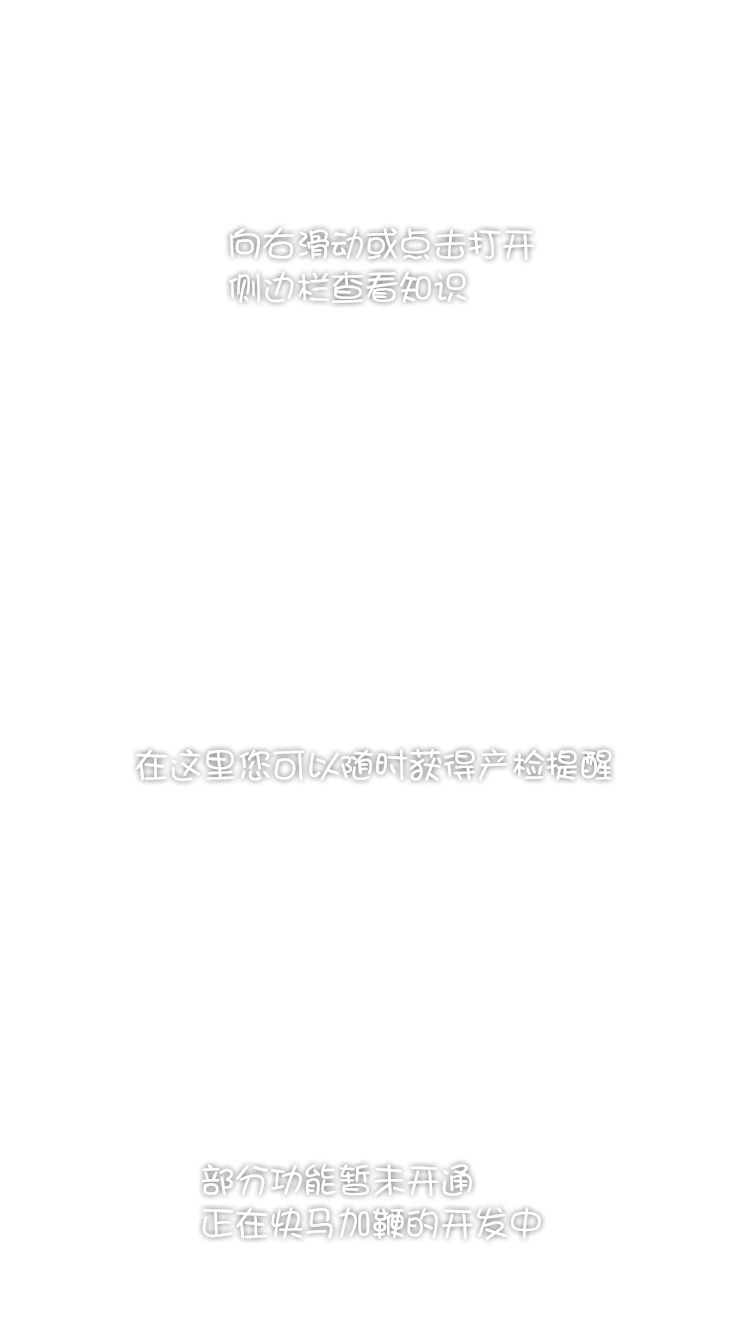 向右滑动或点击打开
侧边栏查看知识
在这里您可以随时获得产检提醒
部分功能暂未开通
正在快马加鞭的开发中